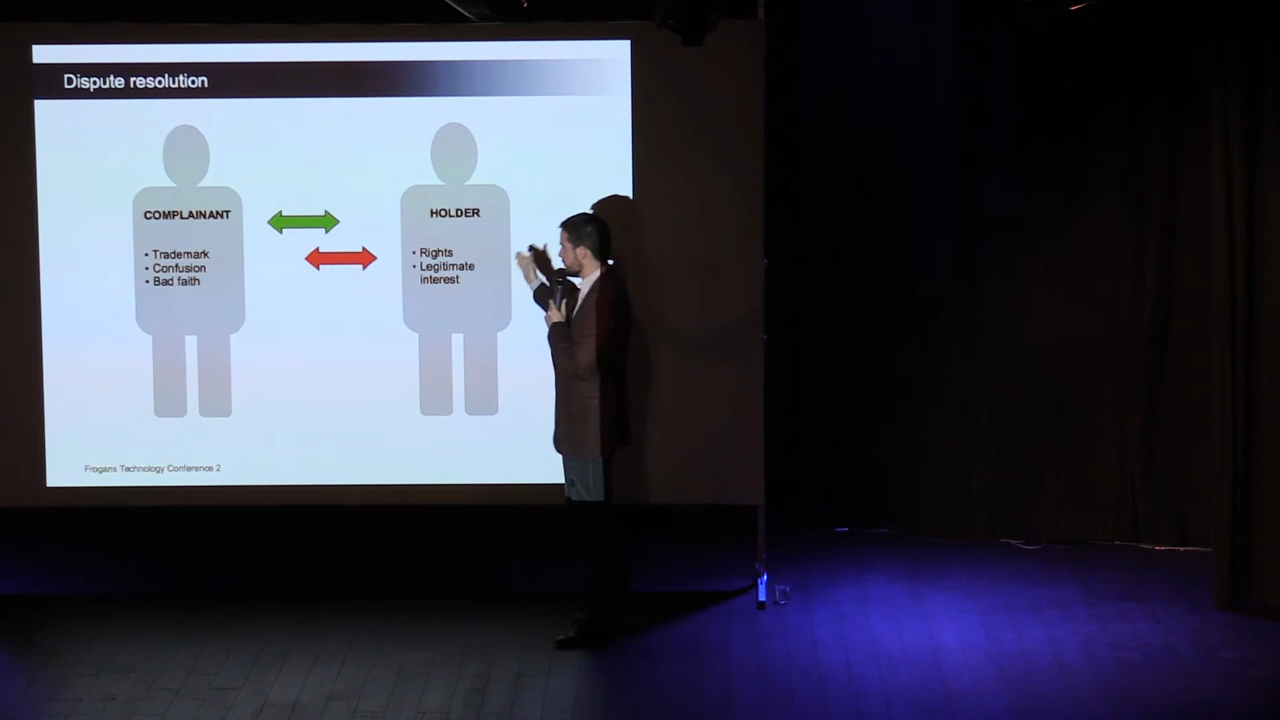 Dispute resolution
COMPLAINANT
• Trademark
• Confusion
• Bad faith
HOLDER
• Rights
• Legitimate
interest
Frogans Technology Conference 2